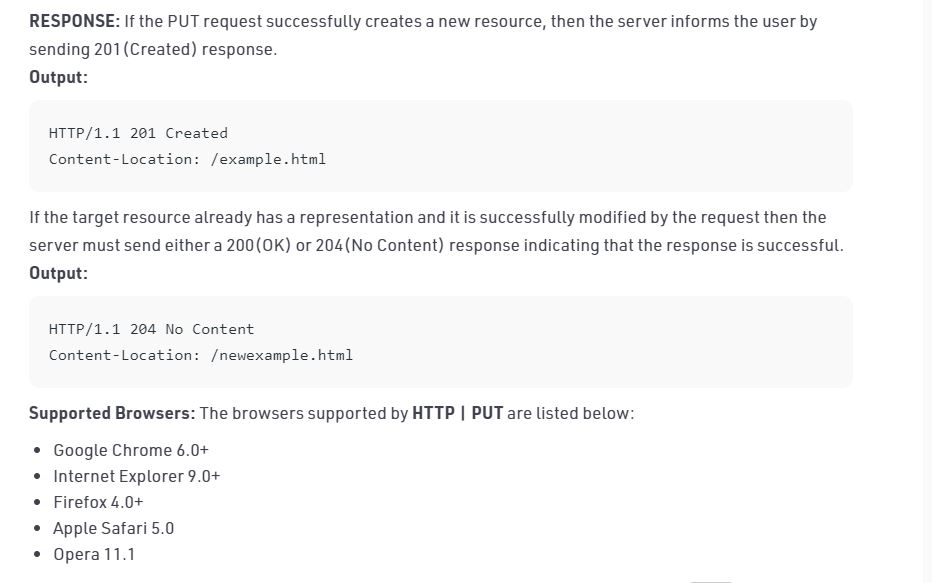 RESPONSE: If the PUT request successfully creates a new resource, then the server informs the user by
sending 201(Created) response.
Output:
HTTP/1.1 201 Created
Content-Location: /example.html
If the target resource already has a representation and it is successfully modified by the request then the
server must send either a 200(OK) or 204(No Content) response indicating that the response is successful.
Output:
HTTP/1.1 204 No Content
Content-Location: /newexample.html
Supported Browsers: The browsers supported by HTTP | PUT are listed below:
• Google Chrome 6.0+
• Internet Explorer 9.0+
• Firefox 4.0+
• Apple Safari 5.0
• Opera 11.1